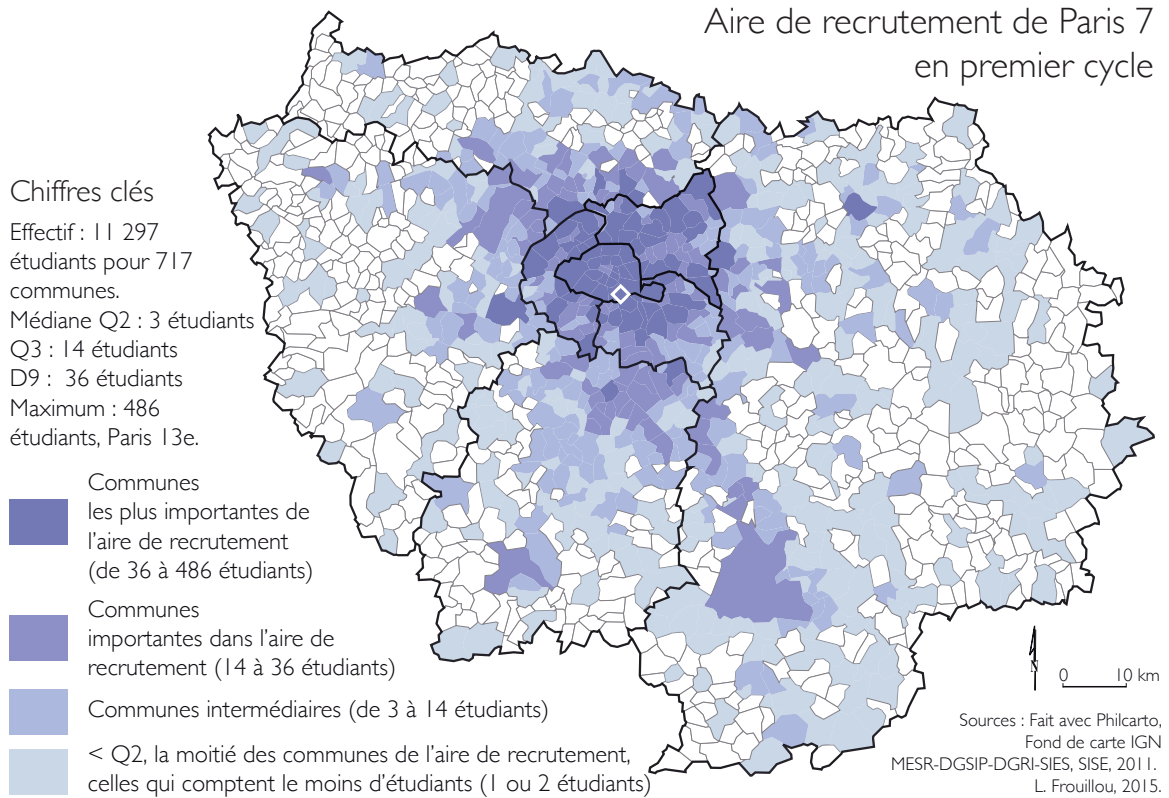 Aire de recrutement de Paris 7
en premier cycle
Chiffres clés
Effectif : 11 297
étudiants pour 717
communes.
Médiane Q2 : 3 étudiants
Q3 : 14 étudiants
D9 : 36 étudiants
Maximum : 486
étudiants, Paris 13e.
Communes
les plus importantes de
l'aire de recrutement
(de 36 à 486 étudiants)
Communes
importantes dans l'aire de
recrutement (14 à 36 étudiants)
Communes intermédiaires (de 3 à 14 étudiants)
< Q2, la moitié des communes de l'aire de recrutement,
celles qui comptent le moins d'étudiants (1 ou 2 étudiants)
N
0 10 km
Sources : Fait avec Philcarto,
Fond de carte IGN
MESR-DGSIP-DGRI-SIES, SISE, 2011.
L. Frouillou, 2015.